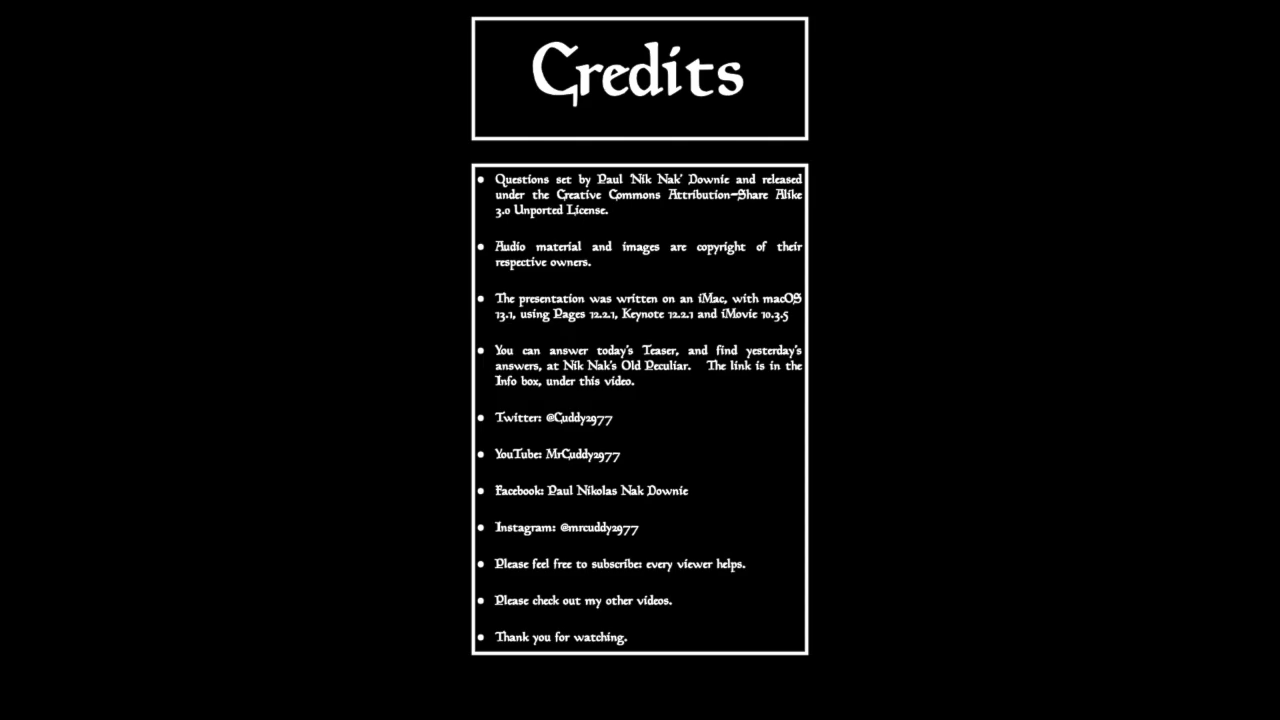 Credits
• Questions set by Paul 'Nik Nak' Downie and released
under the Creative Commons Attribution-Share Alike
3.0 Unported License.
• Audio material and images are copyright of their
respective owners.
• The presentation was written on an iMac, with macOS
13.1, using Pages 12.2.1, Keynote 12.2.1 and iMovie 10.3.5
• You can answer today's Teaser, and find yesterday's
answers, at Nik Nak's Old Peculiar. The link is in the
Info box, under this video.
• Twitter: @Cuddy2977
• YouTube: MrCuddy2977
• Facebook: Paul Nikolas Nak Downie
• Instagram: @mrcuddy2977
• Please feel free to subscribe: every viewer helps.
• Please check out my other videos.
• Thank you for watching.